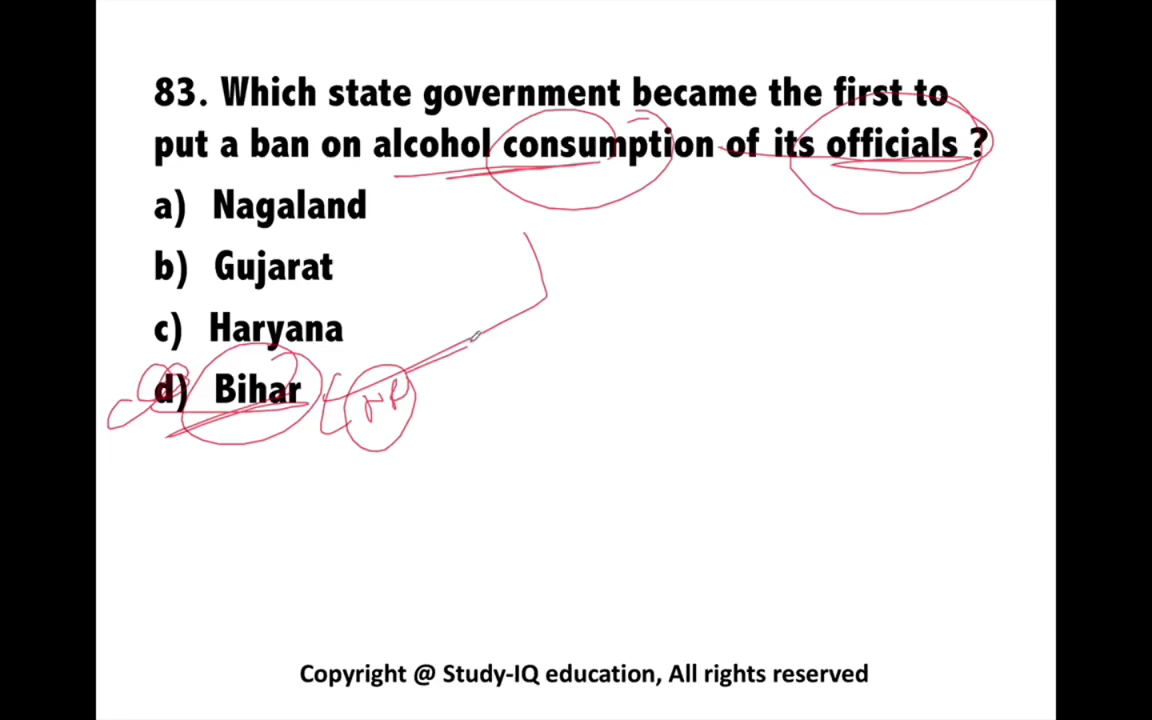 83. Which state government became the first to
put a ban on alcohol consumption of its officials ?
a) Nagaland
b) Gujarat
c) Haryana
d) Bihar
Copyright @ Study-IQ education, All rights reserved